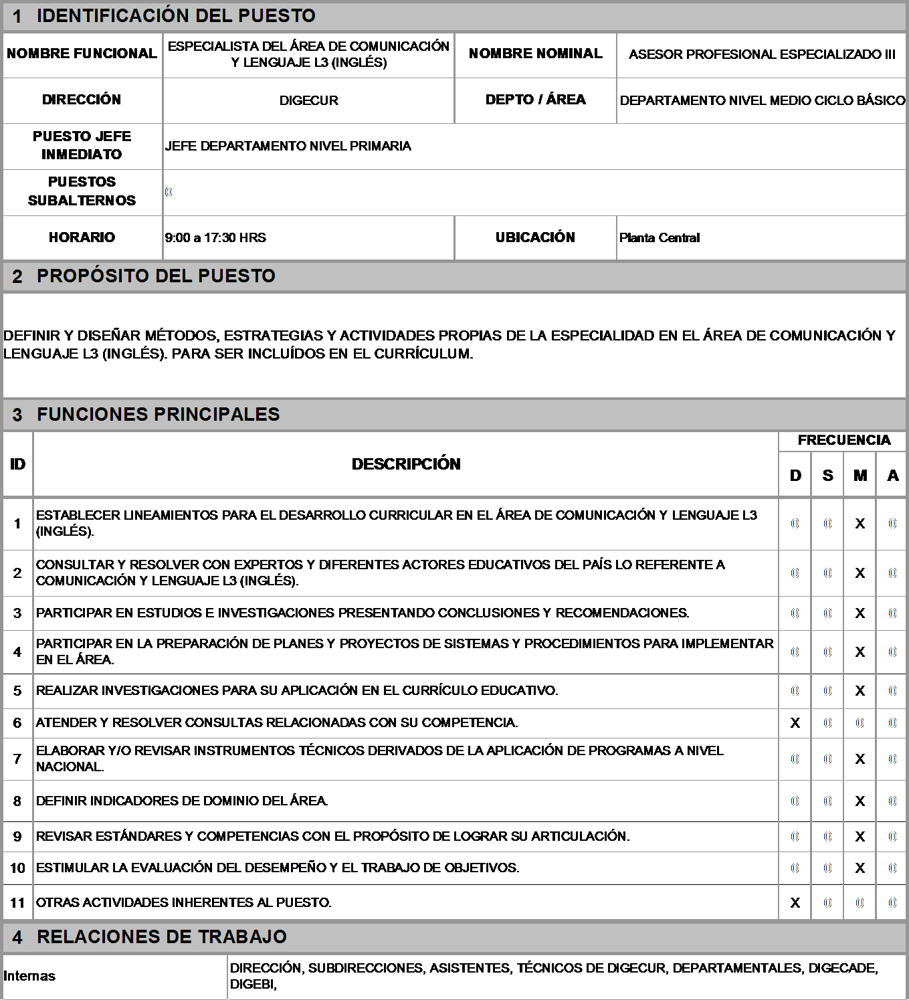 1 IDENTIFICACIÓN DEL PUESTO
NOMBRE FUNCIONAL
ESPECIALISTA DEL ÁREA DE COMUNICACIÓN
Y LENGUAJE L3 (INGLÉS)
NOMBRE NOMINAL
ASESOR PROFESIONAL ESPECIALIZADO III
DIRECCIÓN
DIGECUR
DEPTO / ÁREA
DEPARTAMENTO NIVEL MEDIO CICLO BÁSICO
PUESTO JEFE
INMEDIATO
JEFE DEPARTAMENTO NIVEL PRIMARIA
PUESTOS
SUBALTERNOS
0
HORARIO
9:00 a 17:30 HRS
UBICACIÓN
Planta Central
2 PROPÓSITO DEL PUESTO
DEFINIR Y DISEÑAR MÉTODOS, ESTRATEGIAS Y ACTIVIDADES PROPIAS DE LA ESPECIALIDAD EN EL ÁREA DE COMUNICACIÓN Y
LENGUAJE L3 (INGLÉS). PARA SER INCLUÍDOS EN EL CURRÍCULUM.
3 FUNCIONES PRINCIPALES
ID
DESCRIPCIÓN
FRECUENCIA
D S M A
1 ESTABLECER LINEAMIENTOS PARA EL DESARROLLO CURRICULAR EN EL ÁREA DE COMUNICACIÓN Y LENGUAJE L3
(INGLÉS).
0 0 X 0
2 CONSULTAR Y RESOLVER CON EXPERTOS Y DIFERENTES ACTORES EDUCATIVOS DEL PAÍS LO REFERENTE A
COMUNICACIÓN Y LENGUAJE L3 (INGLÉS).
0 0 X 0
3 PARTICIPAR EN ESTUDIOS E INVESTIGACIONES PRESENTANDO CONCLUSIONES Y RECOMENDACIONES. 0 0 X 0
4 PARTICIPAR EN LA PREPARACIÓN DE PLANES Y PROYECTOS DE SISTEMAS Y PROCEDIMIENTOS PARA IMPLEMENTAR
EN EL ÁREA.
0 0 X 0
5 REALIZAR INVESTIGACIONES PARA SU APLICACIÓN EN EL CURRÍCULO EDUCATIVO. 0 0 X 0
6 ATENDER Y RESOLVER CONSULTAS RELACIONADAS CON SU COMPETENCIA. X 0 0 0
7 ELABORAR Y/O REVISAR INSTRUMENTOS TÉCNICOS DERIVADOS DE LA APLICACIÓN DE PROGRAMAS A NIVEL
NACIONAL.
0 0 X 0
8 DEFINIR INDICADORES DE DOMINIO DEL ÁREA. 0 0 X 0
9 REVISAR ESTÁNDARES Y COMPETENCIAS CON EL PROPÓSITO DE LOGRAR SU ARTICULACIÓN. 0 0 X 0
10 ESTIMULAR LA EVALUACIÓN DEL DESEMPEÑO Y EL TRABAJO DE OBJETIVOS. 0 0 X 0
11 OTRAS ACTIVIDADES INHERENTES AL PUESTO. X 0 0 0
4 RELACIONES DE TRABAJO
Internas
DIRECCIÓN, SUBDIRECCIONES, ASISTENTES, TÉCNICOS DE DIGECUR, DEPARTAMENTALES, DIGECADE,
DIGEBI,